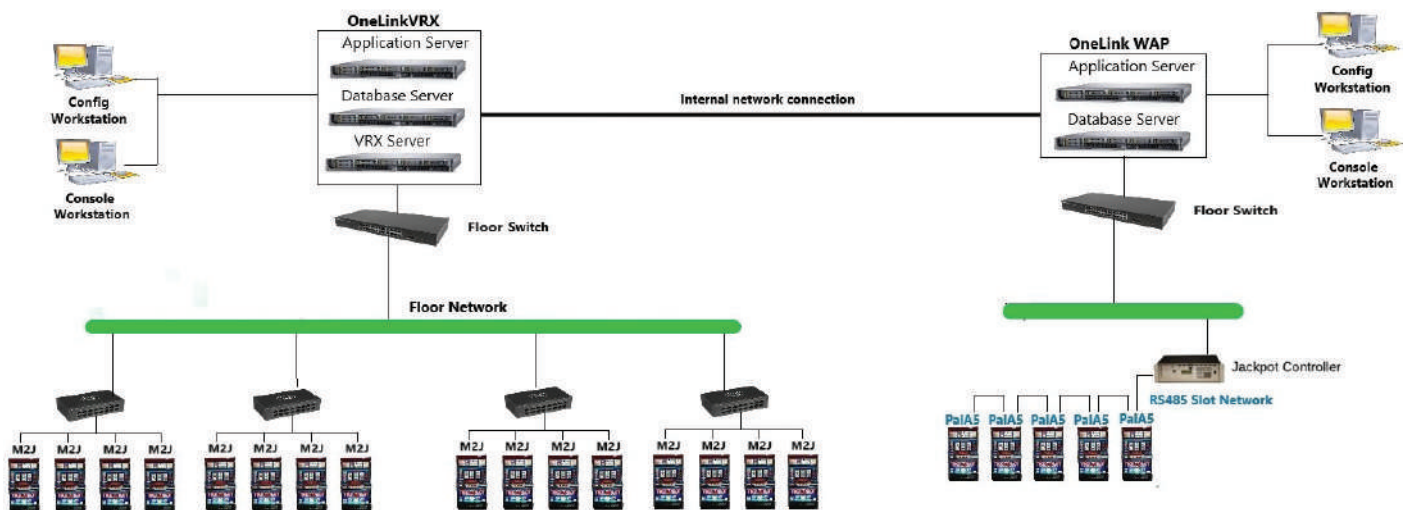 OneLinkVRX
Application Server
Database Server
VRX Server
Config
Workstation
Console
Workstation
Internal network connection
OneLink WAP
Application Server
Database Server
Config
Workstation
Console
Workstation
Floor Switch
Floor Switch
Floor Network
Jackpot Controller
RS485 Slot Network
PalA5 PalA5 PalA5 PalA5 PalA5
M2J M2J M2J M2J M2J M2J M2J M2J M2J M2J M2J M2J M2J M2J M2J M2J